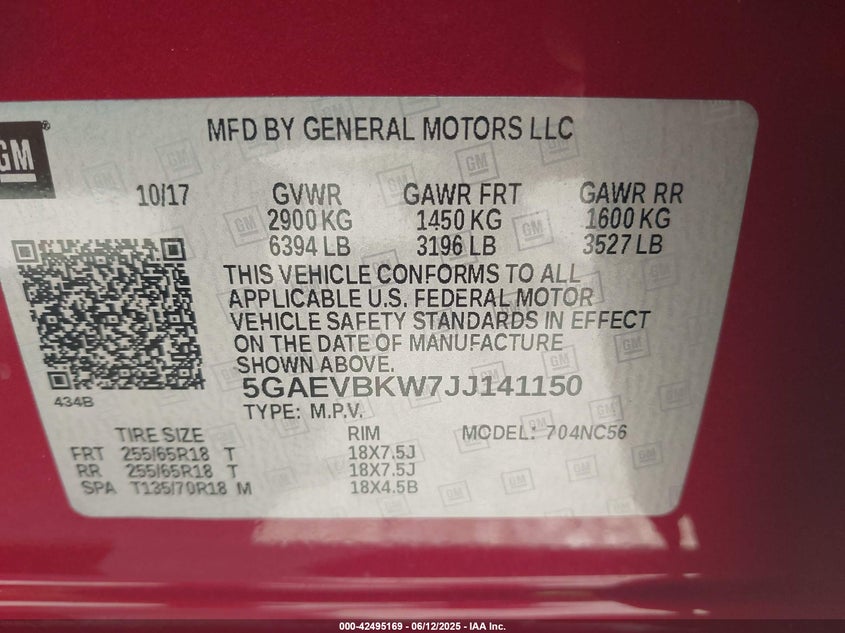 GM
MFD BY GENERAL MOTORS LLC
10/17 GVWR GAWR FRT GAWR RR
2900 KG 1450 KG 1600 KG
6394 LB 3196 LB 3527 LB
THIS VEHICLE CONFORMS TO ALL
APPLICABLE U.S. FEDERAL MOTOR
VEHICLE SAFETY STANDARDS IN EFFECT
ON THE DATE OF MANUFACTURE
SHOWN ABOVE.
5GAEVBKW7JJ141150
434B
TYPE: M.P.V.
TIRE SIZE RIM MODEL: 704NC56
FRT 255/65R18 T 18X7.5J
RR 255/65R18 T 18X7.5J
SPA T135/70R18 M 18X4.5B
000-42495169 - 06/12/2025 - IAA Inc.